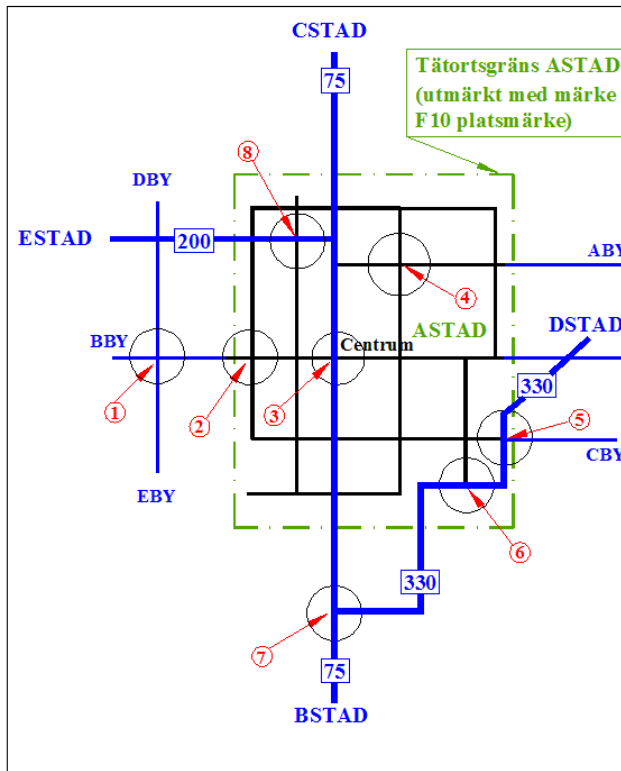 CSTAD
75
Tätortsgräns ASTAD
(utmärkt med märke
F10 platsmärke)
8
DBY
ESTAD
200
ABY
4
ASTAD
DSTAD
BBY
Centrum
330
1
2
3
5
CBY
EBY
6
330
7
75
BSTAD